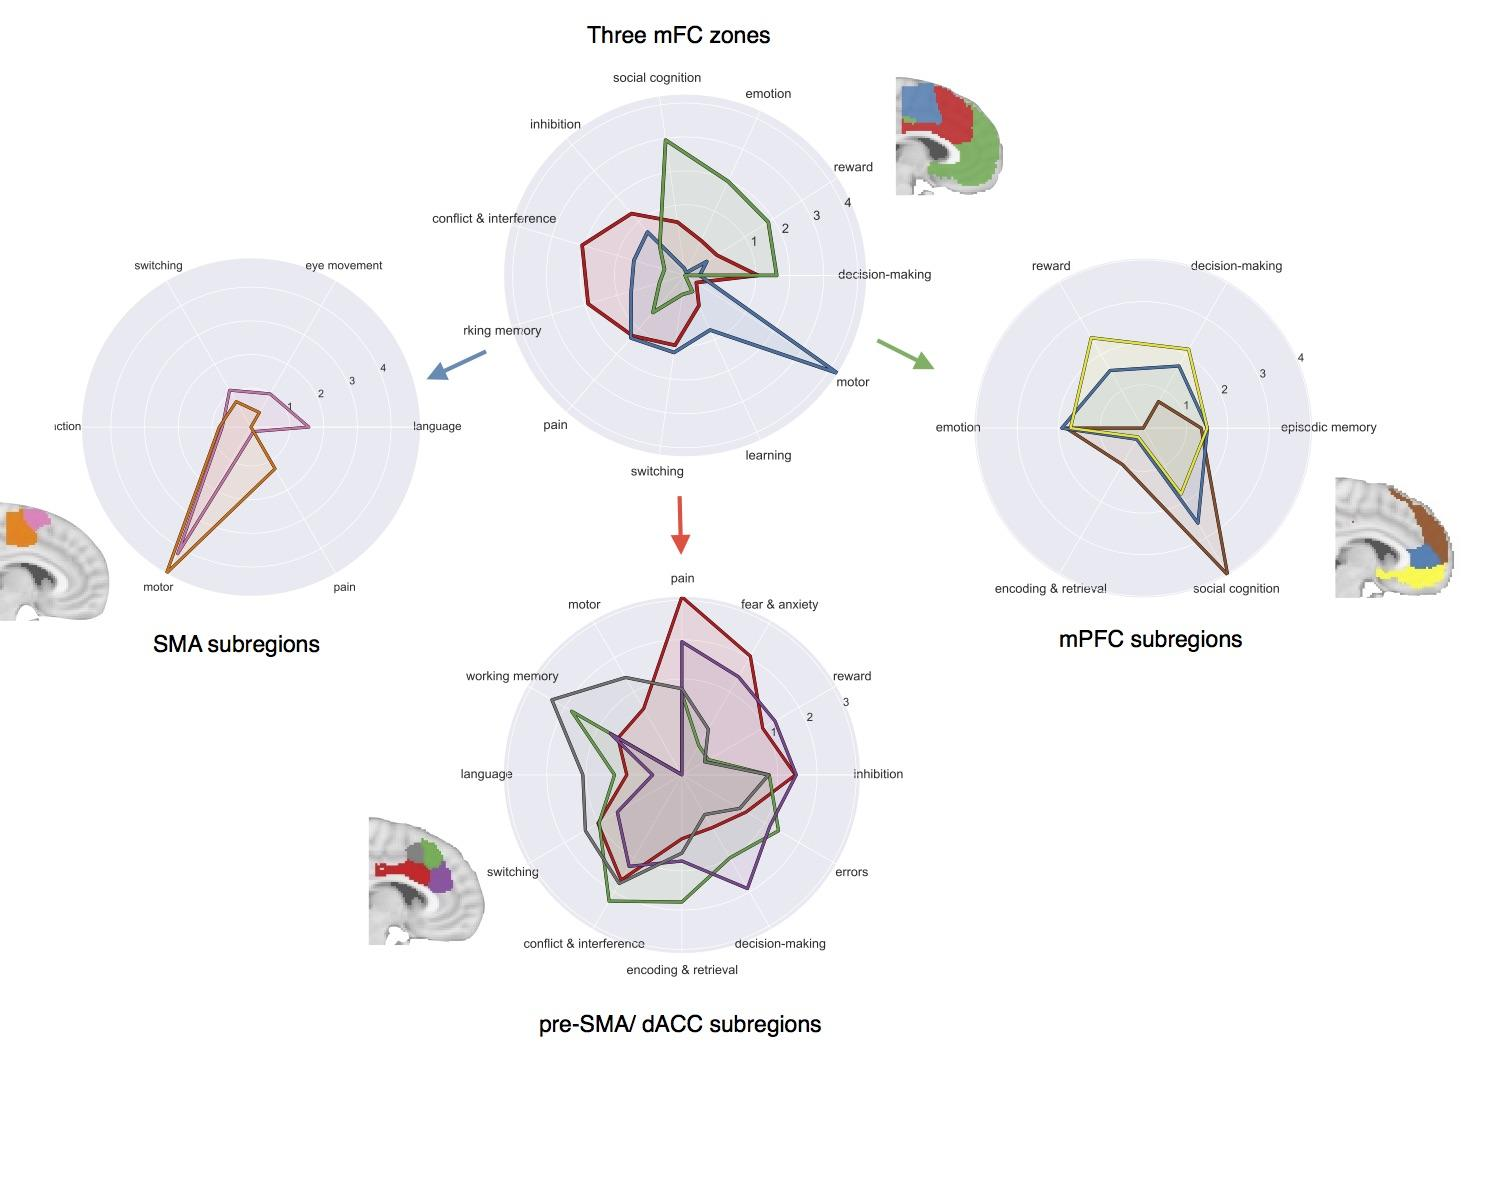 Three mFC zones
social cognition
emotion
inhibition
reward
4
3
2
1
conflict & interference
decision-making
rking memory
motor
pain
learning
switching
switching
eye movement
4
3
2
1
ction
language
motor
pain
SMA subregions
reward
decision-making
4
3
2
1
emotion
episodic memory
encoding & retrieval
social cognition
mPFC subregions
pain
motor
fear & anxiety
working memory
reward
3
2
1
language
inhibition
switching
errors
conflict & interference
decision-making
encoding & retrieval
pre-SMA/ dACC subregions